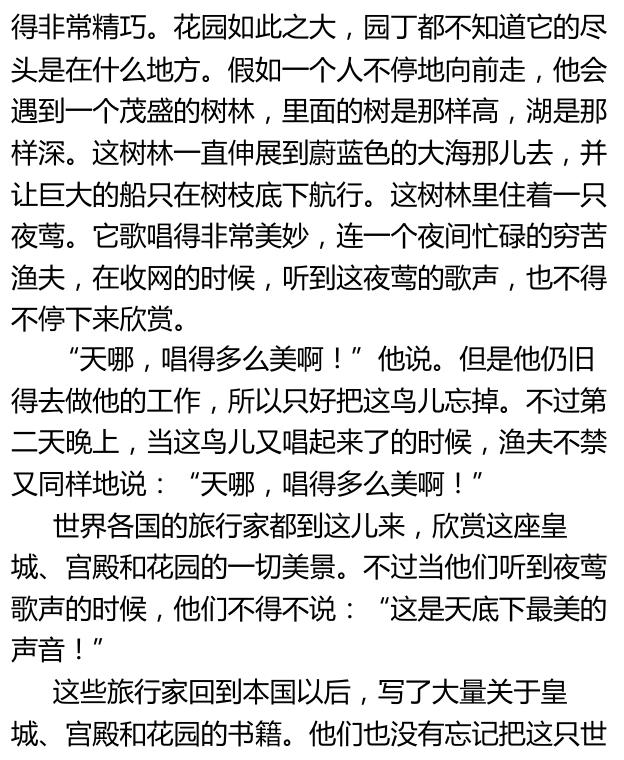 得非常精巧。花园如此之大，园丁都不知道它的尽
头是在什么地方。假如一个人不停地向前走，他会
遇到一个茂盛的树林，里面的树是那样高，湖是那
样深。这树林一直伸展到蔚蓝色的大海那儿去，并
让巨大的船只在树枝底下航行。这树林里住着一只
夜莺。它歌唱得非常美妙，连一个夜间忙碌的穷苦
渔夫，在收网的时候，听到这夜莺的歌声，也不得
不停下来欣赏。
“天哪，唱得多么美啊！”他说。但是他仍旧
得去做他的工作，所以只好把这鸟儿忘掉。不过第
二天晚上，当这鸟儿又唱起来了的时候，渔夫不禁
又同样地说：“天哪，唱得多么美啊！”
世界各国的旅行家都到这儿来，欣赏这座皇
城、宫殿和花园的一切美景。不过当他们听到夜莺
歌声的时候，他们不得不说：“这是天底下最美的
声音！”
这些旅行家回到本国以后，写了大量关于皇
城、宫殿和花园的书籍。他们也没有忘记把这只世